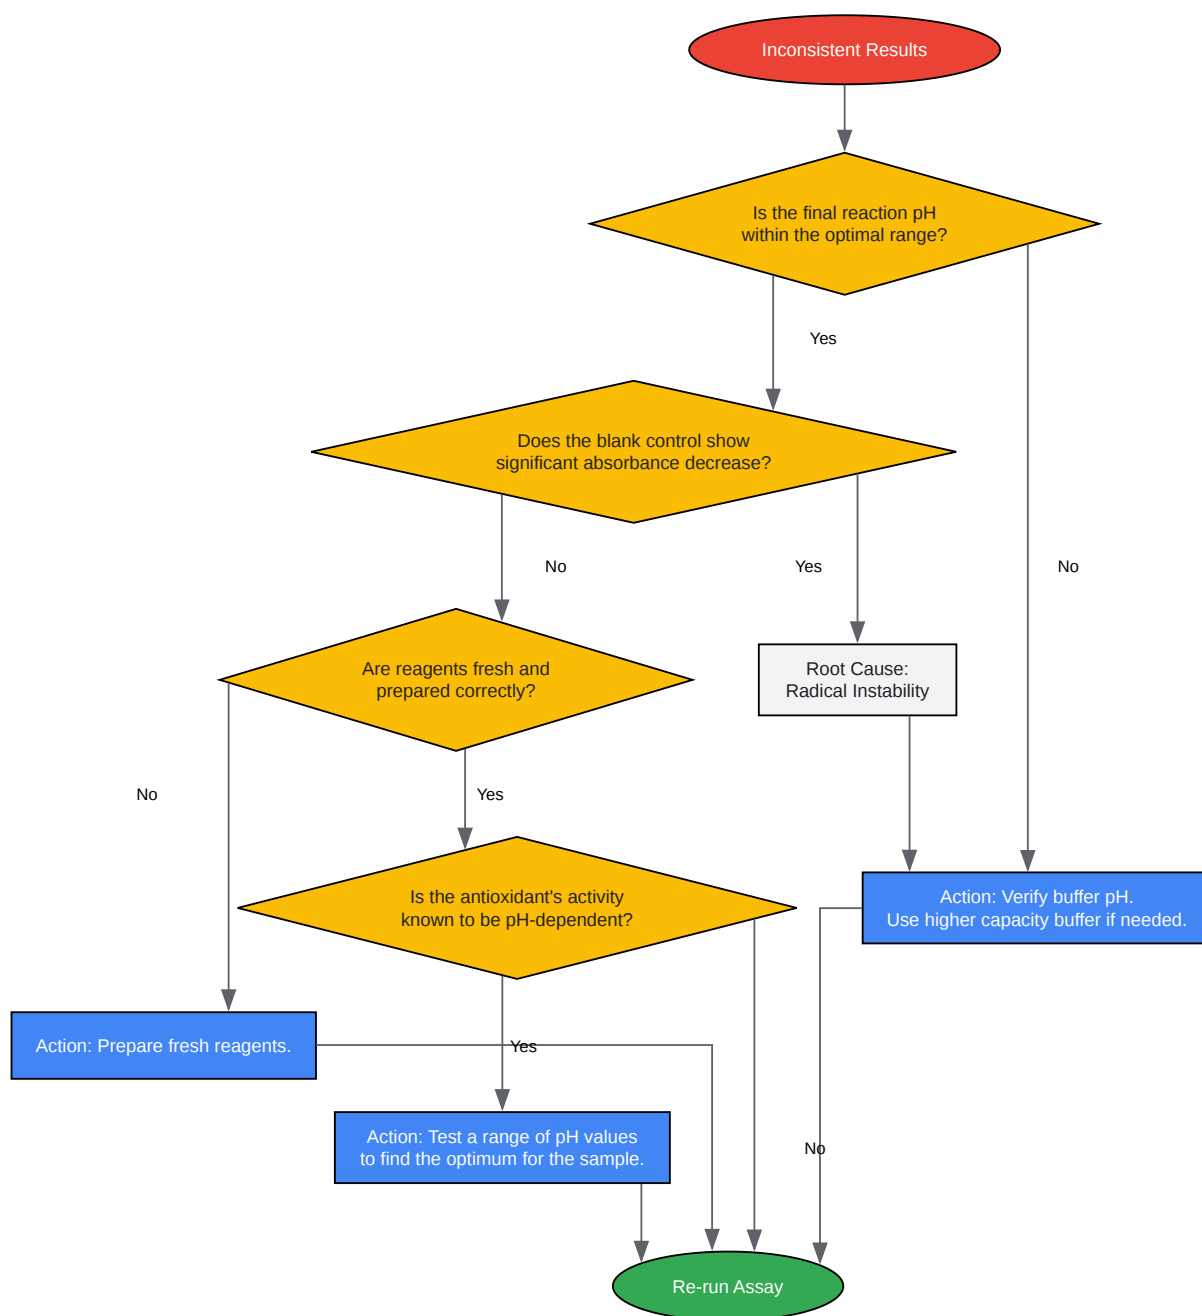 Inconsistent Results
Is the final reaction pH
within the optimal range?
Yes
Does the blank control show
significant absorbance decrease?
No
Yes
No
Are reagents fresh and
prepared correctly?
Root Cause:
Radical Instability
No
Yes
Is the antioxidant's activity
known to be pH-dependent?
Action: Verify buffer pH.
Use higher capacity buffer if needed.
Action: Prepare fresh reagents.
Yes
Action: Test a range of pH values
to find the optimum for the sample.
No
Re-run Assay